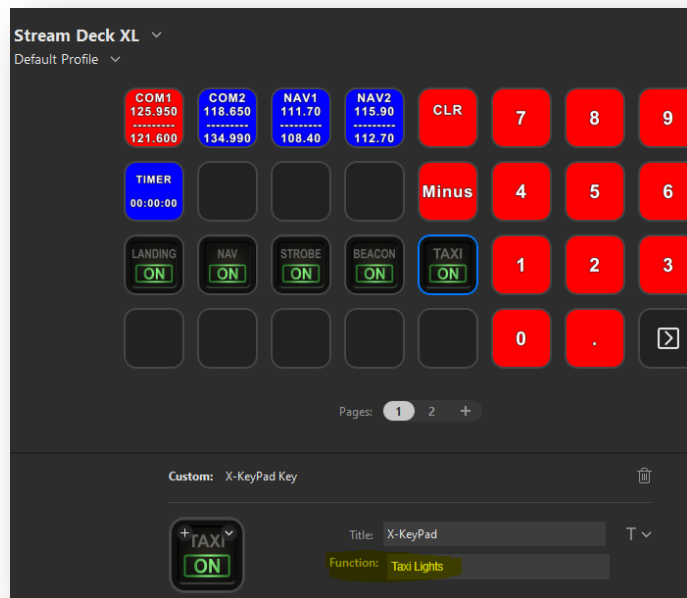 Stream Deck XL
Default Profile
COM1
125.950
---------
121.600
COM2
118.650
---------
134.990
NAV1
111.70
---------
108.40
NAV2
115.90
---------
112.70
CLR
7
8
9
TIMER
00:00:00
Minus
4
5
6
LANDING
ON
NAV
ON
STROBE
ON
BEACON
ON
TAXI
ON
1
2
3
0
.
Pages: 1 2 +
Custom: X-KeyPad Key
TAXI
ON
Title: X-KeyPad
T
Function: Taxi Lights